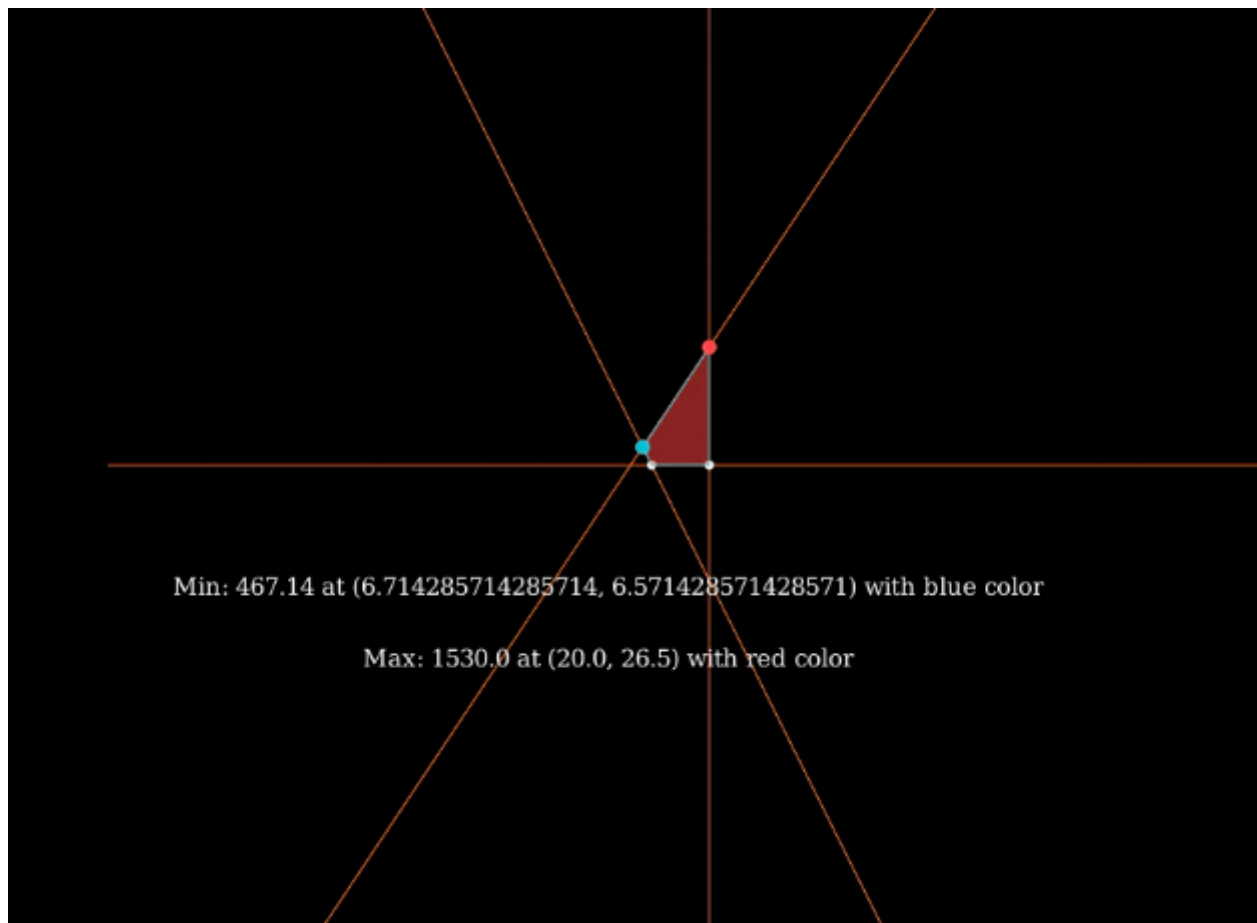 Min: 467.14 at (6.714285714285714, 6.571428571428571) with blue color
Max: 1530.0 at (20.0, 26.5) with red color